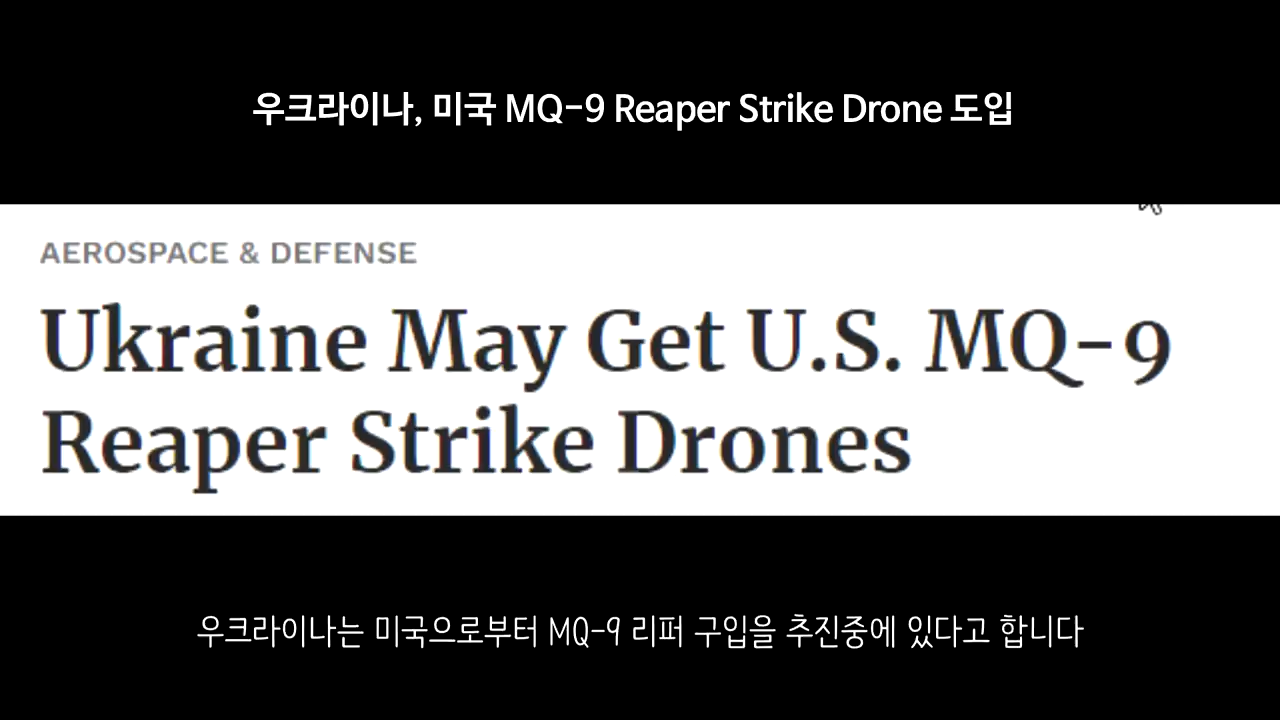 우크라이나, 미국 MQ-9 Reaper Strike Drone 도입
AEROSPACE & DEFENSE
Ukraine May Get U.S. MQ-9
Reaper Strike Drones
우크라이나는 미국으로부터 MQ-9 리퍼 구입을 추진중에 있다고 합니다